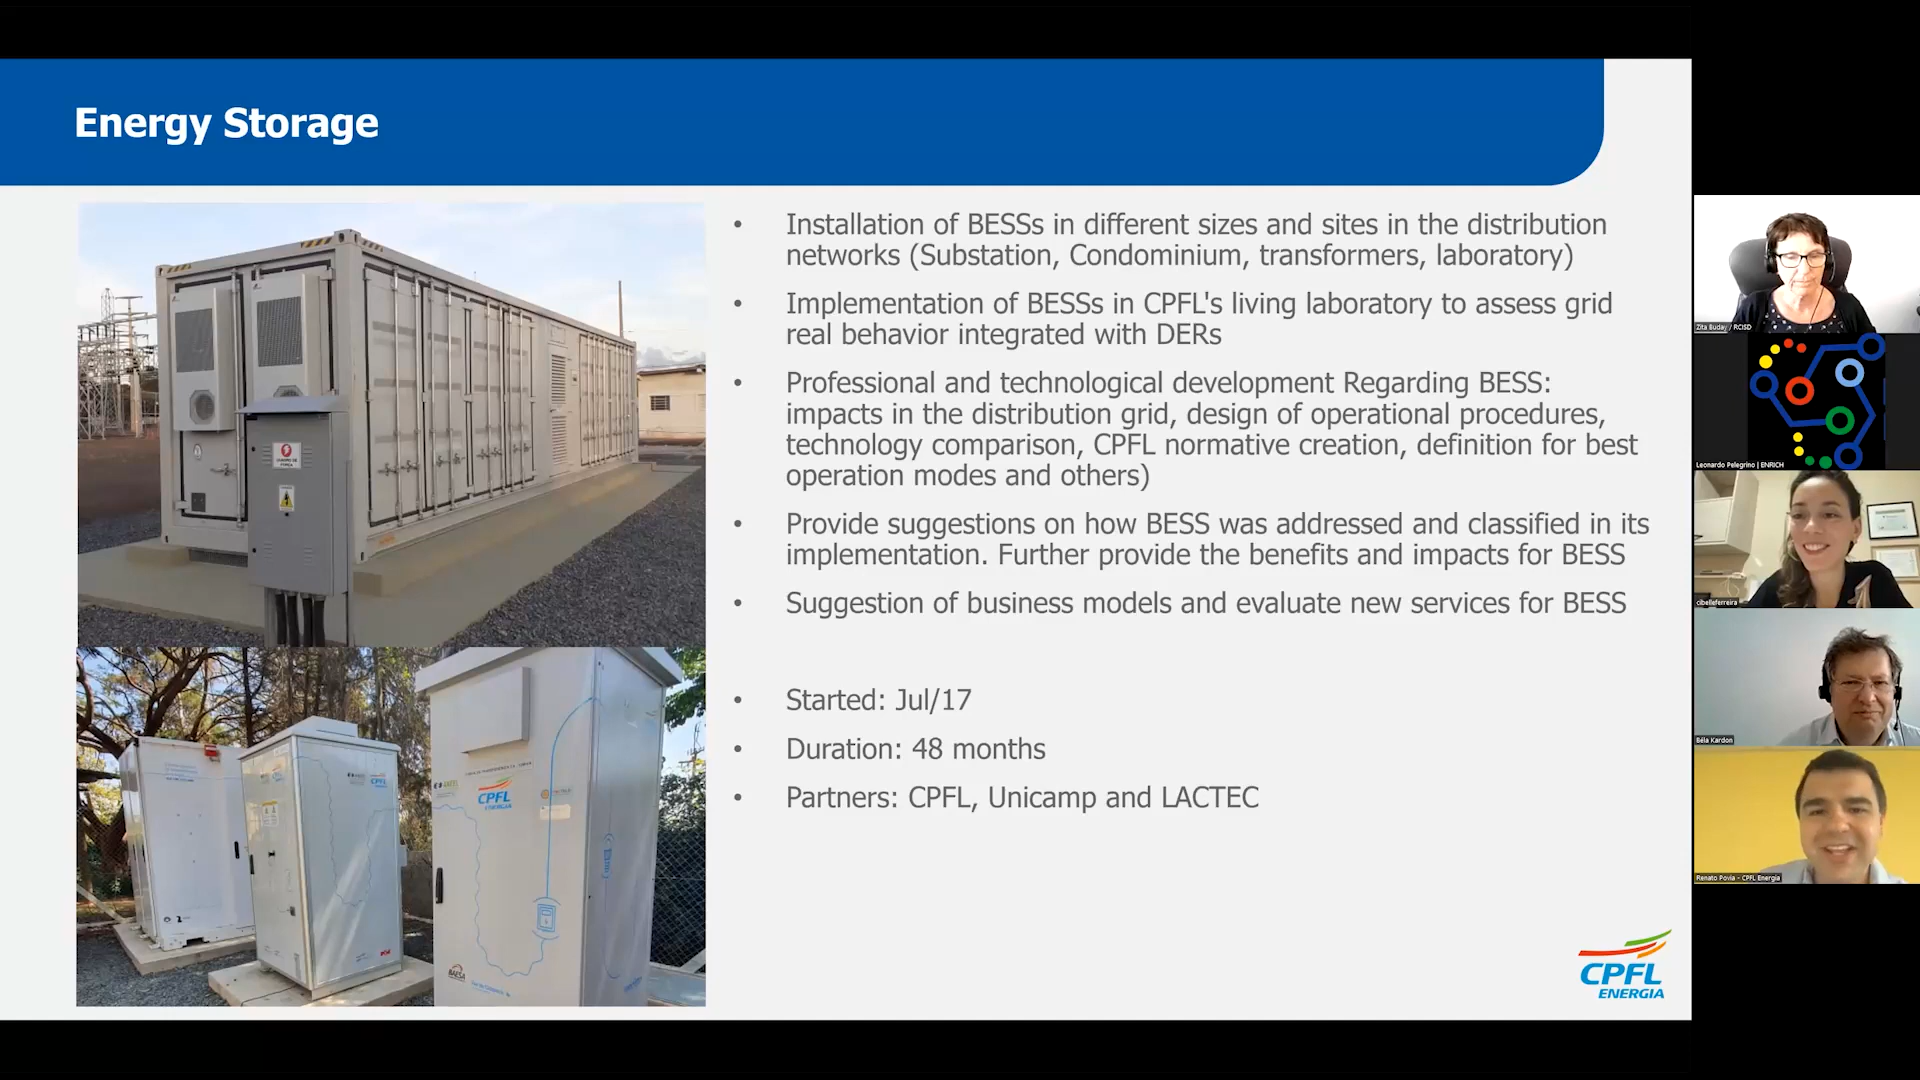 Energy Storage
• Installation of BESSs in different sizes and sites in the distribution
networks (Substation, Condominium, transformers, laboratory)
• Implementation of BESSs in CPFL's living laboratory to assess grid
real behavior integrated with DERs
• Professional and technological development Regarding BESS:
impacts in the distribution grid, design of operational procedures,
technology comparison, CPFL normative creation, definition for best
operation modes and others)
• Provide suggestions on how BESS was addressed and classified in its
implementation. Further provide the benefits and impacts for BESS
• Suggestion of business models and evaluate new services for BESS
• Started: Jul/17
• Duration: 48 months
• Partners: CPFL, Unicamp and LACTEC
CPFL
ENERGIA
CPFL
ENERGIA
Zita Buday / RCISD
Leonardo Pelegrino | ENRICH
cibelleferreira
Béla Kardon
Renato Povia - CPFL Energia